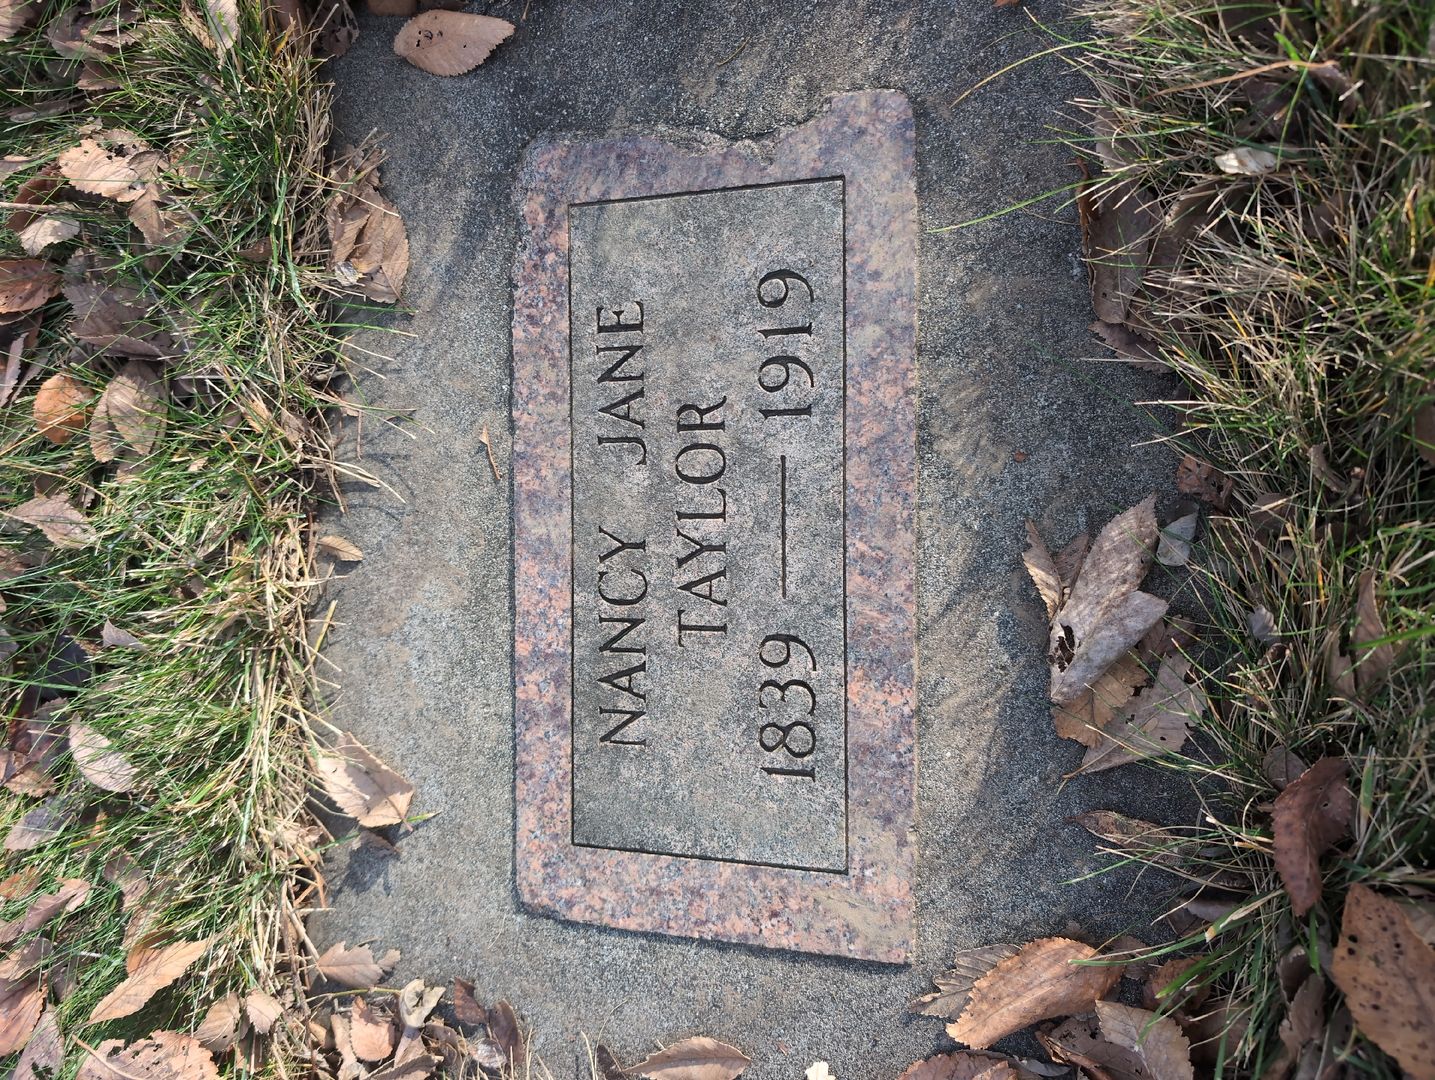 NANCY JANE
TAYLOR
1839 — 1919